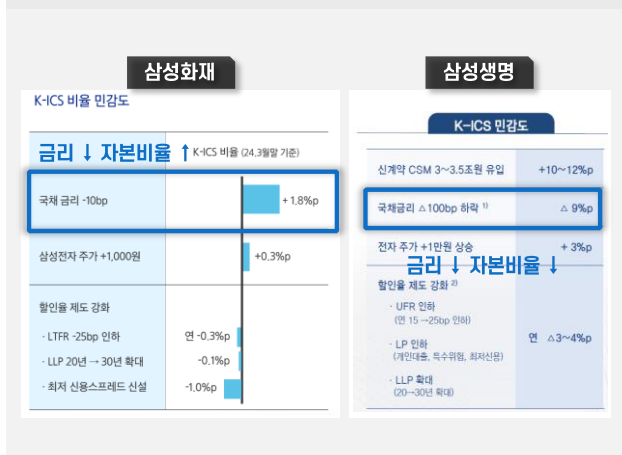 삼성화재
K-ICS 비율 민감도
금리 ↓ 자본비율 ↑ K-ICS 비율 (24.3월말 기준)
국채 금리 -10bp +1.8%p
삼성전자 주가 +1,000원 +0.3%p
할인율 제도 강화
· LTFR -25bp 인하 연 -0.3%p
· LLP 20년 → 30년 확대 -0.1%p
· 최저 신용스프레드 신설 -1.0%p
삼성생명
K-ICS 민감도
신계약 CSM 3~3.5조원 유입 +10~12%p
국채금리 △100bp 하락 1) △ 9%p
전자 주가 +1만원 상승 + 3%p
금리 ↓ 자본비율 ↓
할인율 제도 강화 2)
· UFR 인하
(연 15→25bp 인하)
· LP 인하 연 △3~4%p
(개인대출, 특수위험, 최저신용)
· LLP 확대
(20→30년 확대)